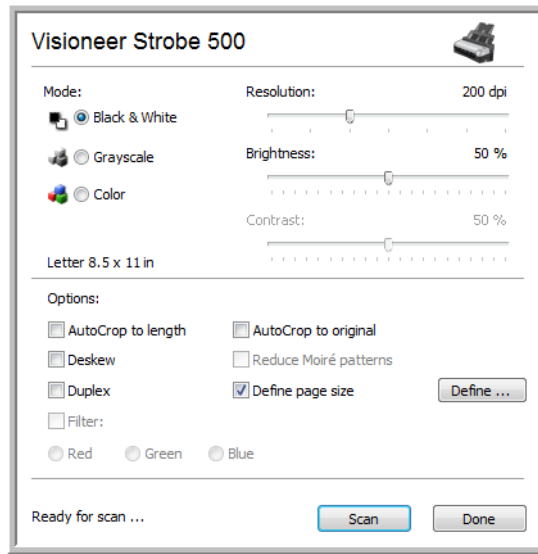 Visioneer Strobe 500
Mode: Resolution: 200 dpi
Black & White
Grayscale Brightness: 50 %
Color
Contrast: 50 %
Letter 8.5 x 11 in
Options:
AutoCrop to length AutoCrop to original
Deskew Reduce Moiré patterns
Duplex Define page size Define ...
Filter:
Red Green Blue
Ready for scan ... Scan Done